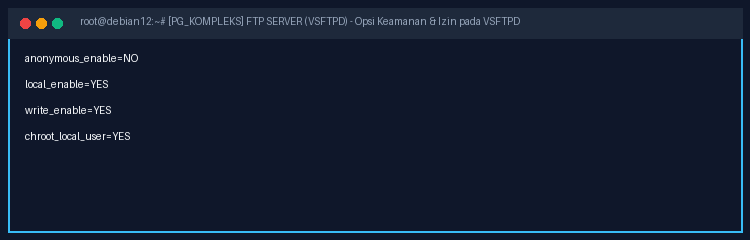 root@debian12:~# [PG_KOMPLEKS] FTP SERVER (VSFTPD) - Opsi Keamanan & Izin pada VSFTPD
anonymous_enable=NO
local_enable=YES
write_enable=YES
chroot_local_user=YES